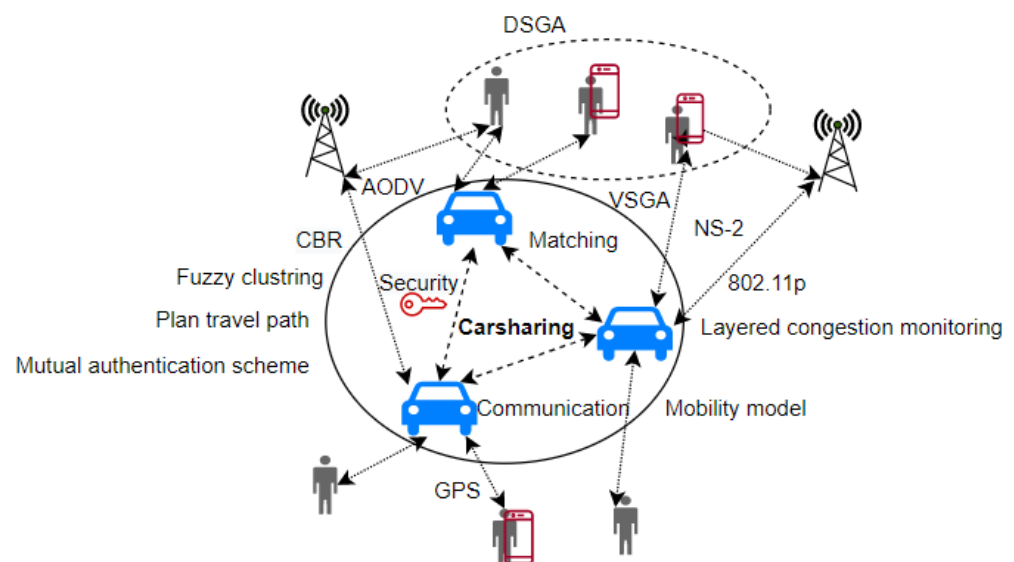 DSGA
AODV
VSGA
CBR
Matching
NS-2
Fuzzy clustring
Security
802.11p
Plan travel path
Carsharing
Layered congestion monitoring
Mutual authentication scheme
Communication
Mobility model
GPS